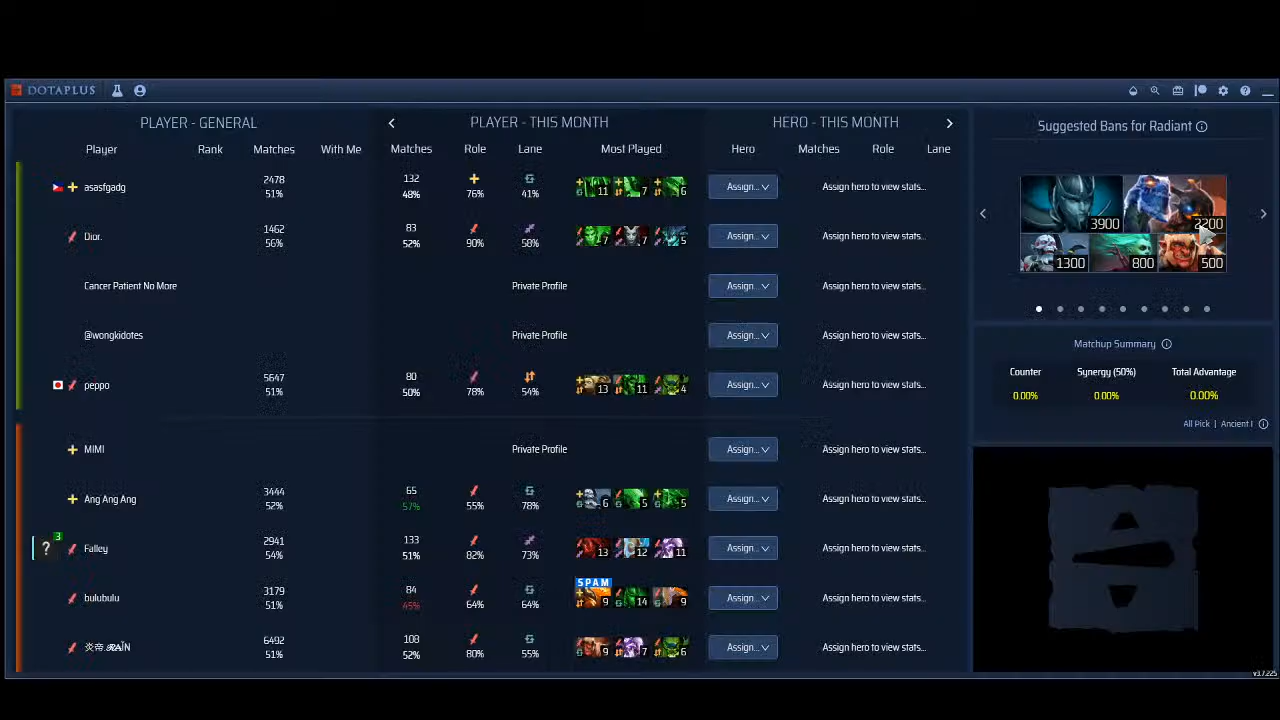 DOTAPLUS
PLAYER - GENERAL
PLAYER - THIS MONTH
HERO - THIS MONTH
Player Rank Matches With Me Matches Role Lane Most Played Hero Matches Role Lane
asasfgadg 2478 51% 132 48% 76% 41% 11 7 6 Assign... Assign hero to view stats...
Dior. 1462 56% 83 52% 90% 58% 7 7 5 Assign... Assign hero to view stats...
Cancer Patient No More Private Profile Assign... Assign hero to view stats...
@wongkidotes Private Profile Assign... Assign hero to view stats...
peppo 5647 51% 80 50% 78% 54% 13 11 4 Assign... Assign hero to view stats...
MIMI Private Profile Assign... Assign hero to view stats...
Ang Ang Ang 3444 52% 65 57% 55% 78% 6 5 5 Assign... Assign hero to view stats...
? 3 Falley 2941 54% 133 51% 82% 73% 13 12 11 Assign... Assign hero to view stats...
SPAM
bulubulu 3179 51% 84 45% 64% 64% 9 14 9 Assign... Assign hero to view stats...
6492 51% 108 52% 80% 55% 9 7 6 Assign... Assign hero to view stats...
Suggested Bans for Radiant
3900 2200
1300 800 500
Matchup Summary
Counter Synergy (50%) Total Advantage
0.00% 0.00% 0.00%
All Pick | Ancient I
v3.7.225